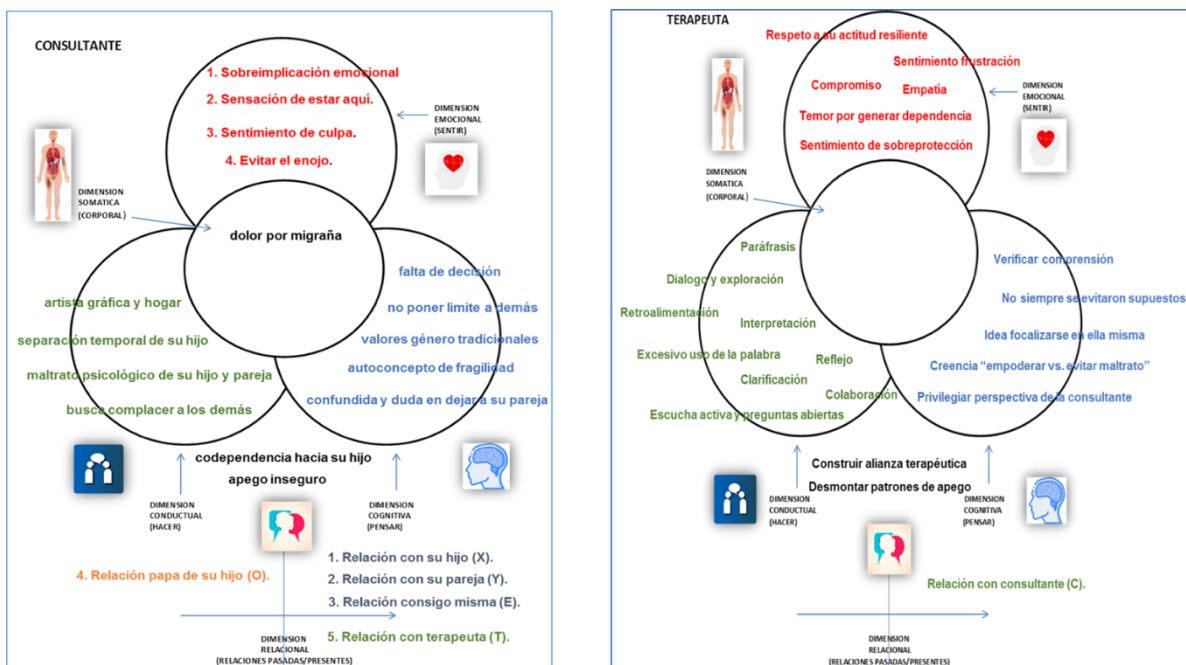 CONSULTANTE
1. Sobreimplicación emocional
2. Sensación de estar aquí.
3. Sentimiento de culpa.
4. Evitar el enojo.
DIMENSION
EMOCIONAL
(SENTIR)
DIMENSION
SOMATICA
(CORPORAL)
dolor por migraña
artista gráfica y hogar
separación temporal de su hijo
maltrato psicológico de su hijo y pareja
busca complacer a los demás
falta de decisión
no poner limite a demás
valores género tradicionales
autoconcepto de fragilidad
confundida y duda en dejar a su pareja
codependencia hacia su hijo
apego inseguro
DIMENSION
CONDUCTUAL
(HACER)
DIMENSION
COGNITIVA
(PENSAR)
1. Relación con su hijo (X).
2. Relación con su pareja (Y).
3. Relación consigo misma (E).
4. Relación papa de su hijo (O).
5. Relación con terapeuta (T).
DIMENSION
RELACIONAL
(RELACIONES PASADAS/PRESENTES)
TERAPEUTA
Respeto a su actitud resiliente
Sentimiento frustración
Compromiso
Empatía
Temor por generar dependencia
Sentimiento de sobreprotección
DIMENSION
EMOCIONAL
(SENTIR)
DIMENSION
SOMATICA
(CORPORAL)
Paráfrasis
Dialogo y exploración
Retroalimentación
Interpretación
Excesivo uso de la palabra
Reflejo
Clarificación
Colaboración
Escucha activa y preguntas abiertas
Verificar comprensión
No siempre se evitaron supuestos
Idea focalizarse en ella misma
Creencia “empoderar vs. evitar maltrato”
Privilegiar perspectiva de la consultante
Construir alianza terapéutica
Desmontar patrones de apego
DIMENSION
CONDUCTUAL
(HACER)
DIMENSION
COGNITIVA
(PENSAR)
Relación con consultante (C).
DIMENSION
RELACIONAL
(RELACIONES PASADAS/PRESENTES)